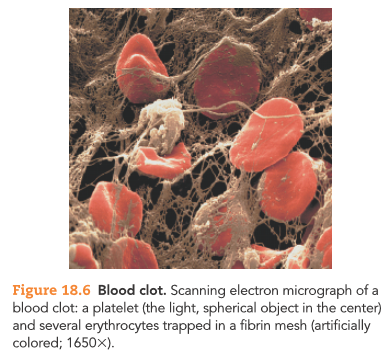 Figure 18.6 Blood clot. Scanning electron micrograph of a
blood clot: a platelet (the light, spherical object in the center)
and several erythrocytes trapped in a fibrin mesh (artificially
colored; 1650×).